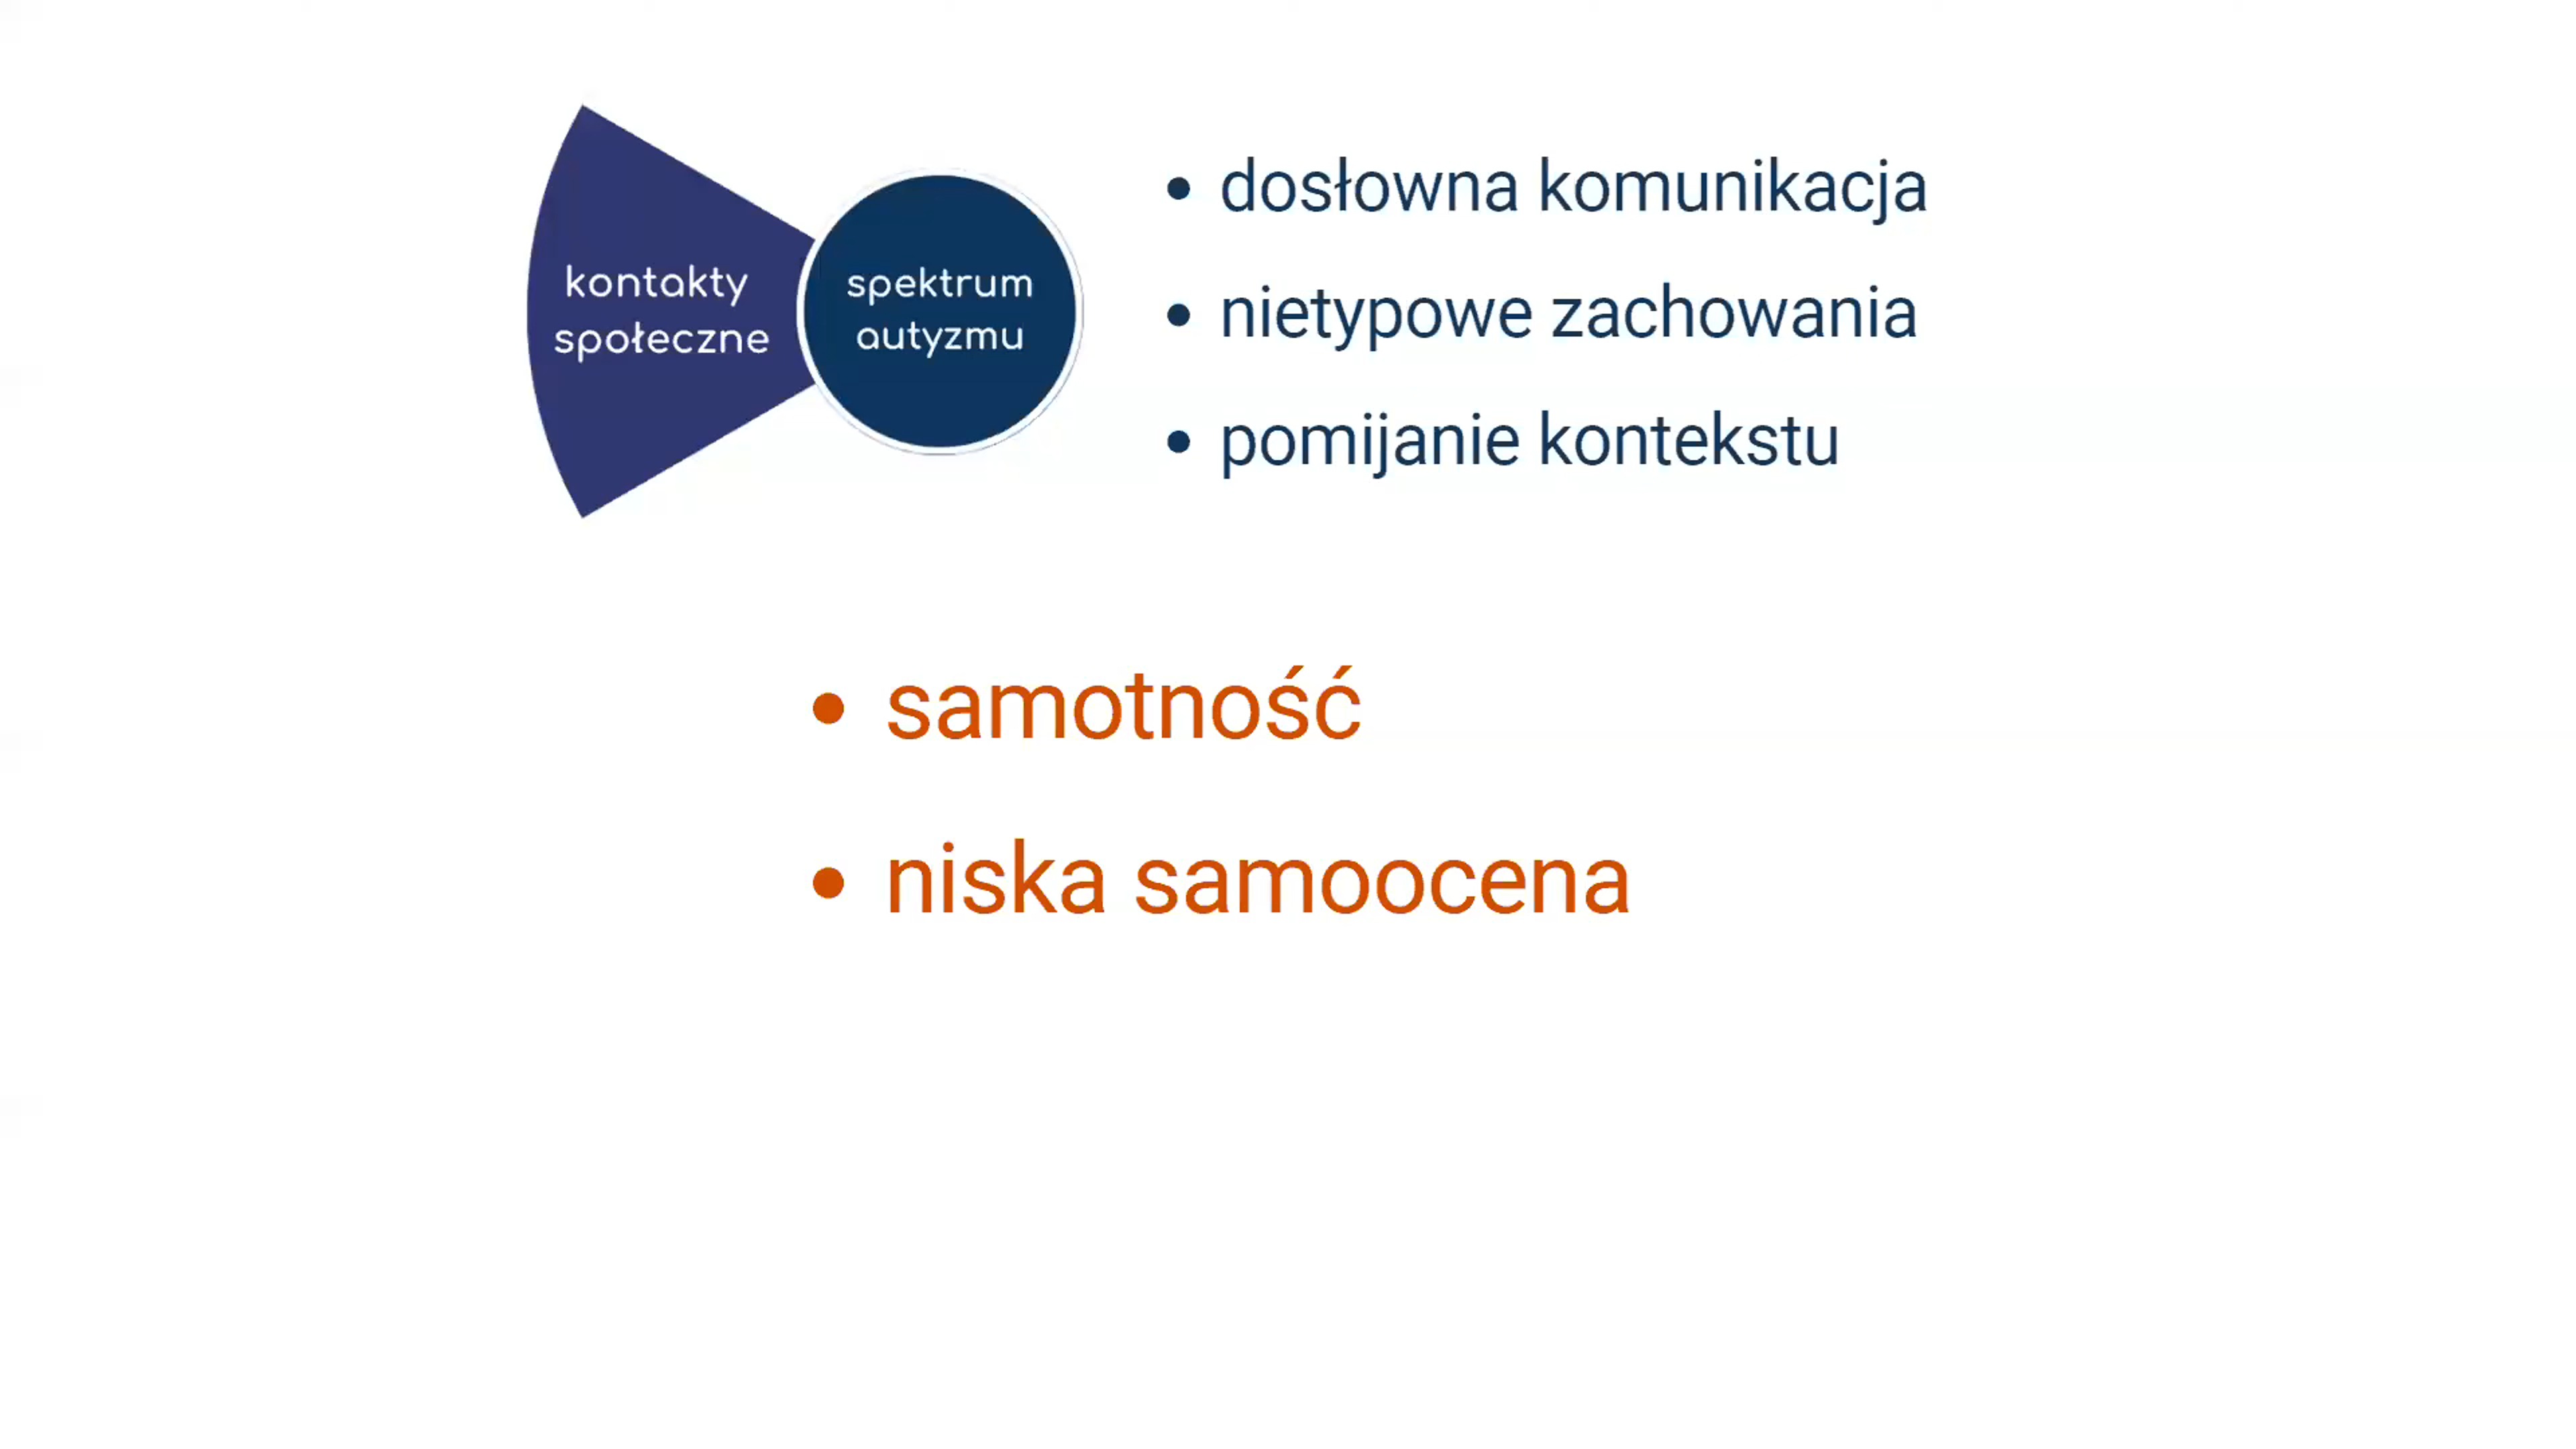 kontakty
społeczne
spektrum
autyzmu
• dosłowna komunikacja
• nietypowe zachowania
• pomijanie kontekstu
• samotność
• niska samoocena